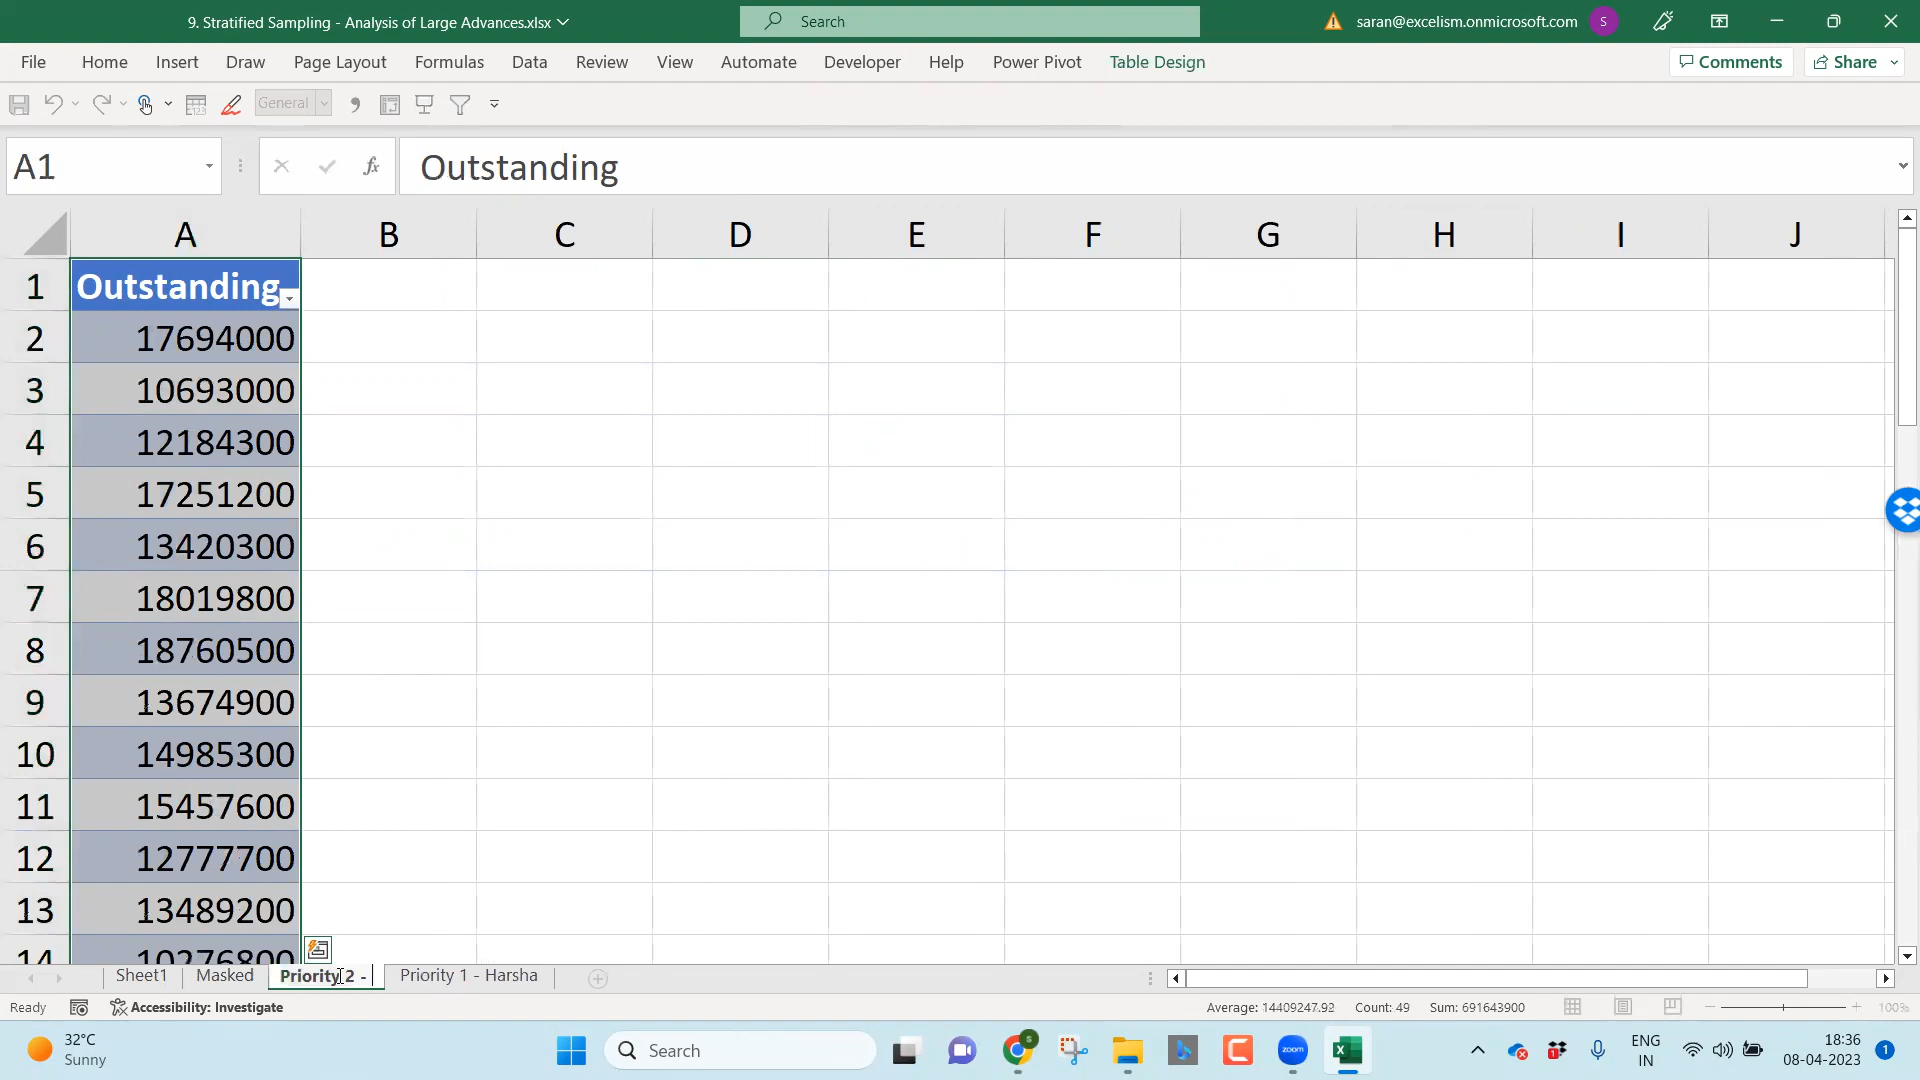 9. Stratified Sampling - Analysis of Large Advances.xlsx
Search
saran@excelism.onmicrosoft.com
S
File Home Insert Draw Page Layout Formulas Data Review View Automate Developer Help Power Pivot Table Design
Comments
Share
General
A1
fx
Outstanding
A B C D E F G H I J
1 Outstanding
2 17694000
3 10693000
4 12184300
5 17251200
6 13420300
7 18019800
8 18760500
9 13674900
10 14985300
11 15457600
12 12777700
13 13489200
14 10276800
Sheet1 Masked Priority 2 - Priority 1 - Harsha
Ready
Accessibility: Investigate
Average: 14409247.92 Count: 49 Sum: 691643900
100%
32°C
Sunny
Search
zoom
ENG
IN
18:36
08-04-2023
1